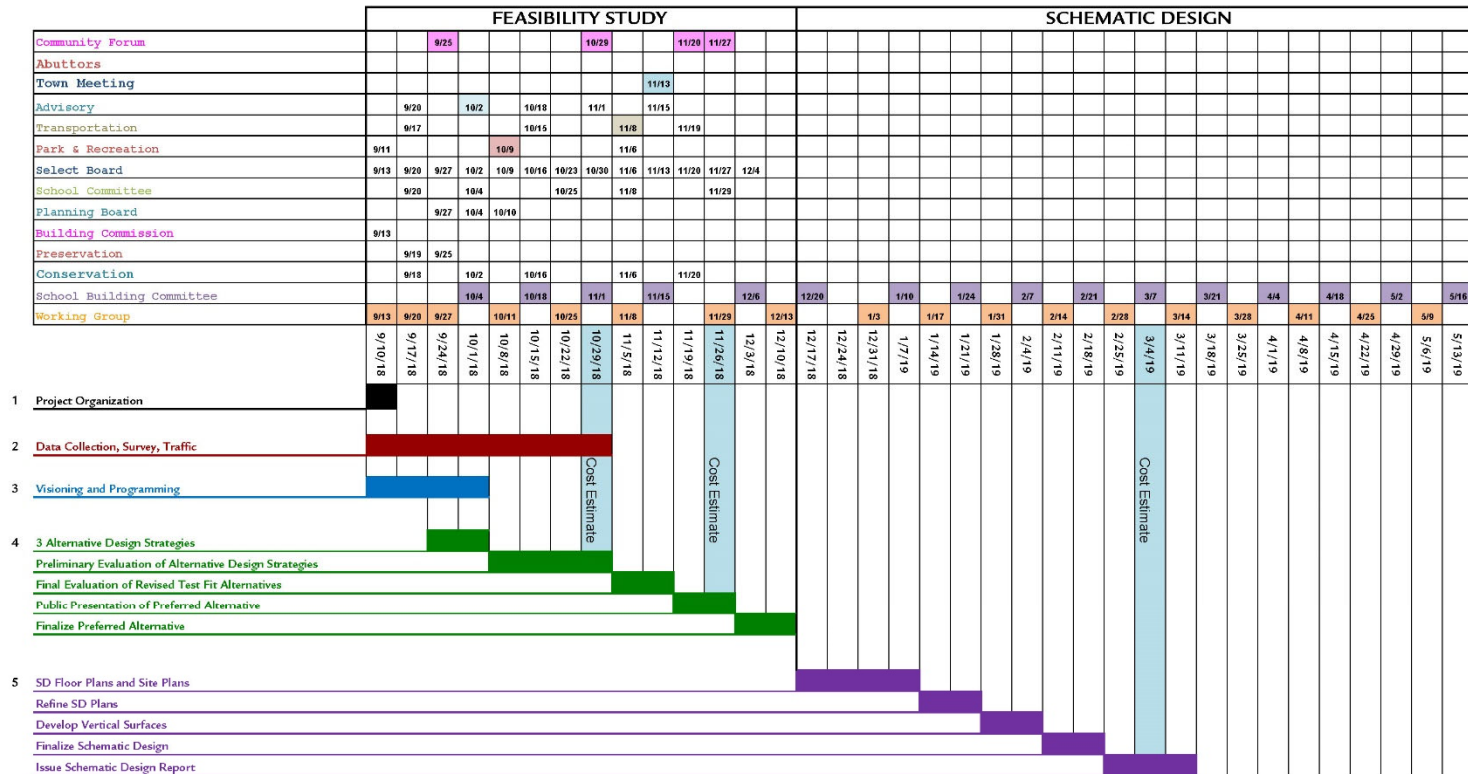 FEASIBILITY STUDY SCHEMATIC DESIGN
Community Forum 9/25 10/29 11/20 11/27
Abuttors
Town Meeting 11/13
Advisory 9/20 10/2 10/18 11/1 11/15
Transportation 9/17 10/15 11/8 11/19
Park & Recreation 9/11 10/9 11/6
Select Board 9/13 9/20 9/27 10/2 10/9 10/16 10/23 10/30 11/6 11/13 11/20 11/27 12/4
School Committee 9/20 10/4 10/25 11/8 11/29
Planning Board 9/27 10/4 10/10
Building Commission 9/13
Preservation 9/19 9/25
Conservation 9/18 10/2 10/16 11/6 11/20
School Building Committee 10/4 10/18 11/1 11/15 12/6 12/20 1/10 1/24 2/7 2/21 3/7 3/21 4/4 4/18 5/2 5/16
Working Group 9/13 9/20 9/27 10/11 10/25 11/8 11/29 12/13 1/3 1/17 1/31 2/14 2/28 3/14 3/28 4/11 4/25 5/9
9/10/18 9/17/18 9/24/18 10/1/18 10/8/18 10/15/18 10/22/18 10/29/18 11/5/18 11/12/18 11/19/18 11/26/18 12/3/18 12/10/18 12/17/18 12/24/18 12/31/18 1/7/19 1/14/19 1/21/19 1/28/19 2/4/19 2/11/19 2/18/19 2/25/19 3/4/19 3/11/19 3/18/19 3/25/19 4/1/19 4/8/19 4/15/19 4/22/19 4/29/19 5/6/19 5/13/19
1 Project Organization
2 Data Collection, Survey, Traffic
Cost Estimate Cost Estimate Cost Estimate
3 Visioning and Programming
4 3 Alternative Design Strategies
Preliminary Evaluation of Alternative Design Strategies
Final Evaluation of Revised Test Fit Alternatives
Public Presentation of Preferred Alternative
Finalize Preferred Alternative
5 SD Floor Plans and Site Plans
Refine SD Plans
Develop Vertical Surfaces
Finalize Schematic Design
Issue Schematic Design Report